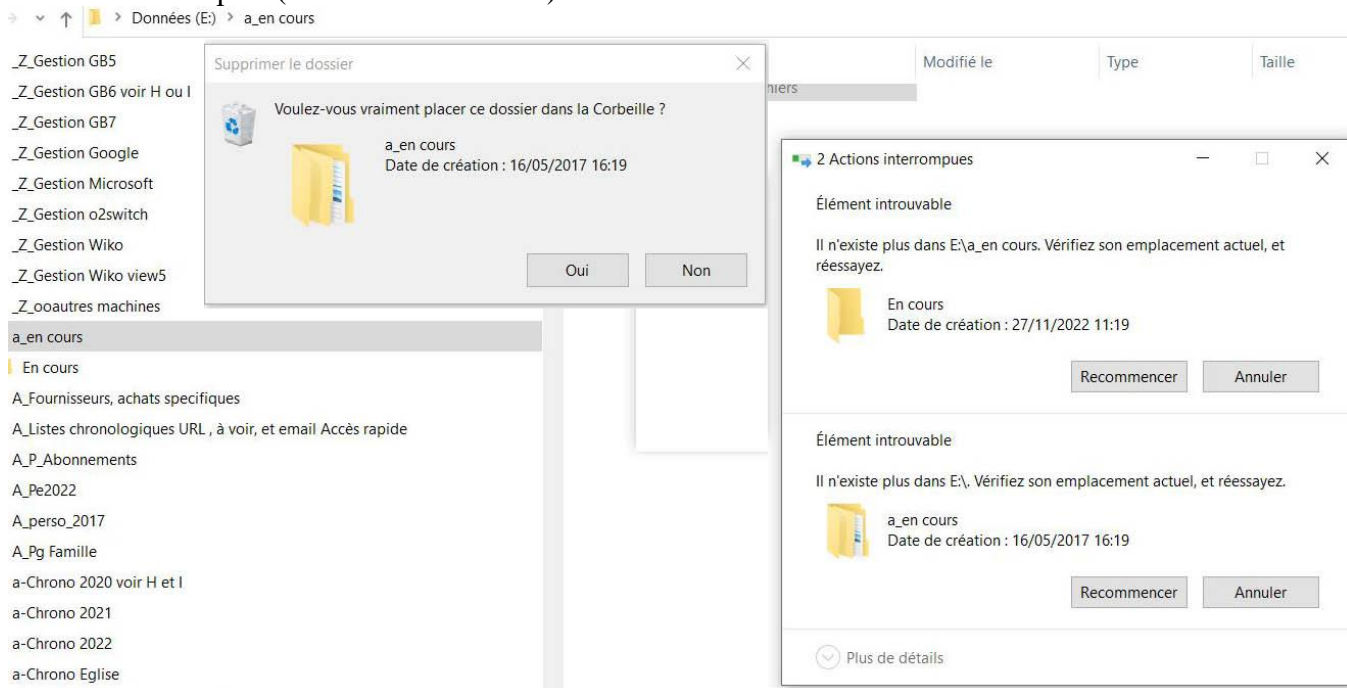 Données (E:) > a_en cours
_Z_Gestion GB5
_Z_Gestion GB6 voir H ou I
_Z_Gestion GB7
_Z_Gestion Google
_Z_Gestion Microsoft
_Z_Gestion o2switch
_Z_Gestion Wiko
_Z_Gestion Wiko view5
_Z_ooautres machines
a_en cours
En cours
A_Fournisseurs, achats specifiques
A_Listes chronologiques URL , à voir, et email Accès rapide
A_P_Abonnements
A_Pe2022
A_perso_2017
A_Pg Famille
a-Chrono 2020 voir H et I
a-Chrono 2021
a-Chrono 2022
a-Chrono Eglise
Supprimer le dossier
Voulez-vous vraiment placer ce dossier dans la Corbeille ?
a_en cours
Date de création : 16/05/2017 16:19
Oui Non
Modifié le Type Taille
hiers
2 Actions interrompues
Élément introuvable
Il n'existe plus dans E:\a_en cours. Vérifiez son emplacement actuel, et
réessayez.
En cours
Date de création : 27/11/2022 11:19
Recommencer Annuler
Élément introuvable
Il n'existe plus dans E:\. Vérifiez son emplacement actuel, et réessayez.
a_en cours
Date de création : 16/05/2017 16:19
Recommencer Annuler
Plus de détails